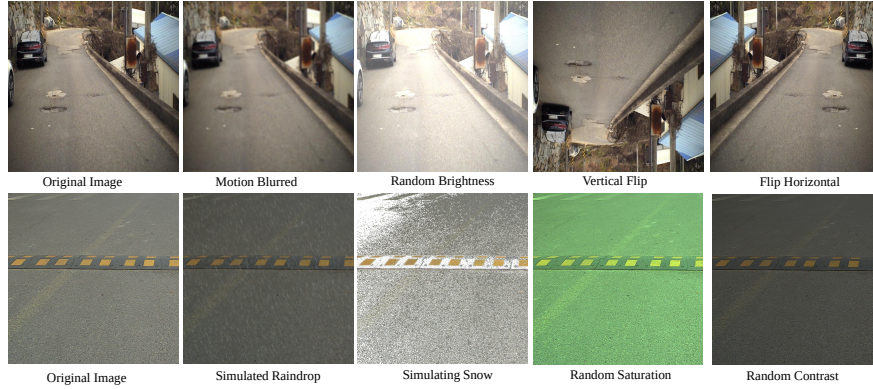 Original Image
Motion Blurred
Random Brightness
Vertical Flip
Flip Horizontal
Original Image
Simulated Raindrop
Simulating Snow
Random Saturation
Random Contrast